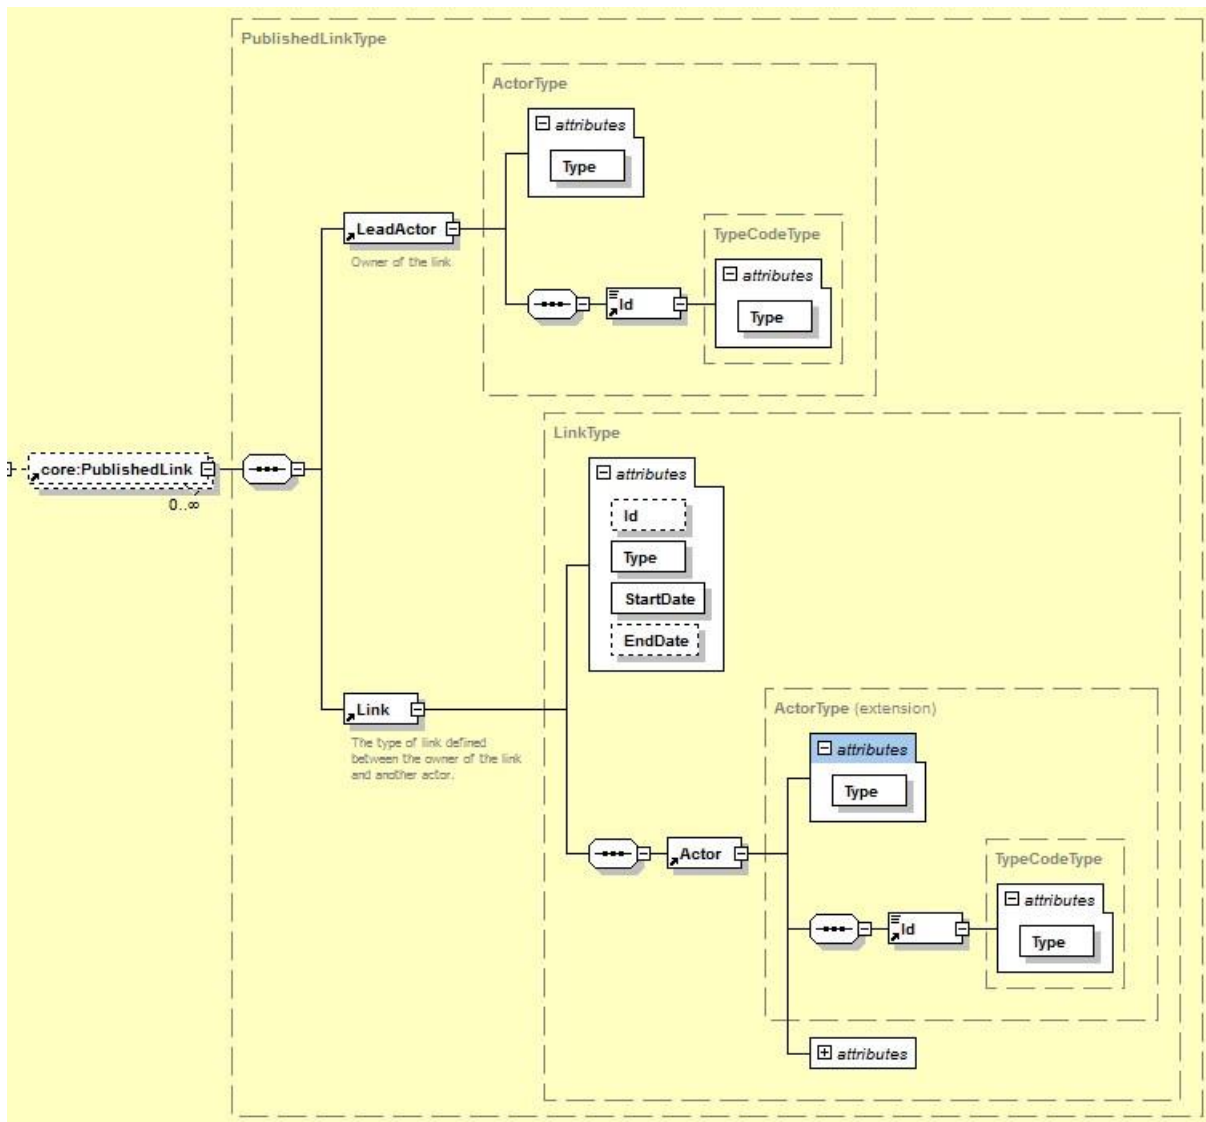 PublishedLinkType
ActorType
attributes
Type
LeadActor
Owner of the link
TypeCodeType
attributes
Id
Type
core:PublishedLink
0..∞
LinkType
attributes
Id
Type
StartDate
EndDate
Link
The type of link defined
between the owner of the link
and another actor.
ActorType (extension)
attributes
Type
Actor
TypeCodeType
attributes
Id
Type
attributes